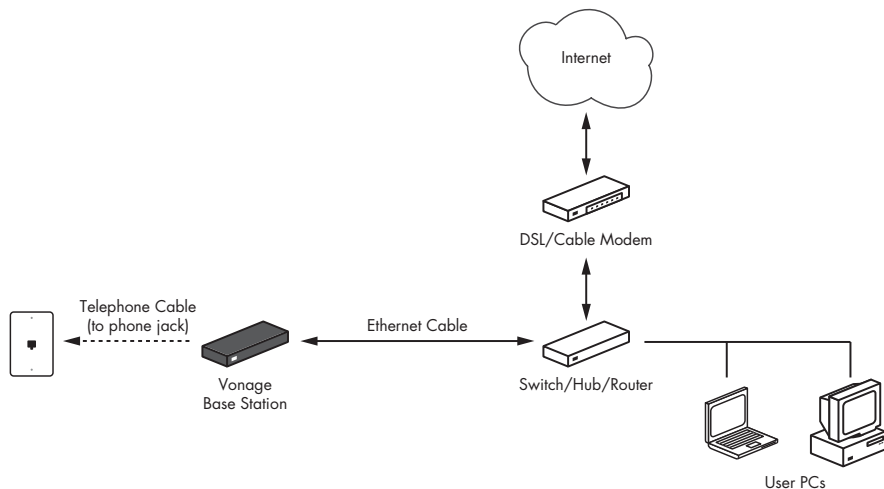 Internet
DSL/Cable Modem
Telephone Cable
(to phone jack)
Ethernet Cable
Vonage
Base Station
Switch/Hub/Router
User PCs